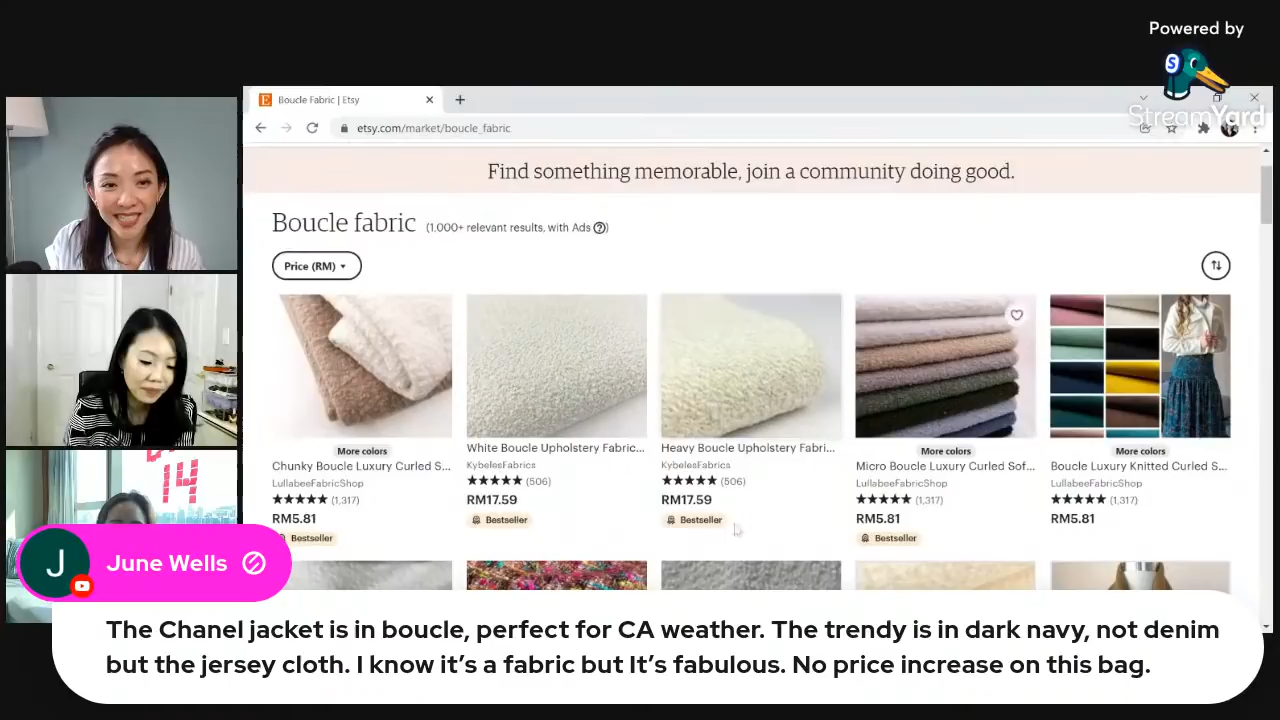 Powered by
StreamYard
Boucle Fabric | Etsy
etsy.com/market/boucle_fabric
Find something memorable, join a community doing good.
Boucle fabric (1,000+ relevant results, with Ads ?)
Price (RM)
More colors
Chunky Boucle Luxury Curled S...
LullabeeFabricShop
★★★★★ (1,317)
RM5.81
Bestseller
White Boucle Upholstery Fabric...
KybelesFabrics
★★★★★ (506)
RM17.59
Bestseller
Heavy Boucle Upholstery Fabri...
KybelesFabrics
★★★★★ (506)
RM17.59
Bestseller
More colors
Micro Boucle Luxury Curled Sof...
LullabeeFabricShop
★★★★★ (1,317)
RM5.81
Bestseller
More colors
Boucle Luxury Knitted Curled S...
LullabeeFabricShop
★★★★★ (1,317)
RM5.81
14
J
June Wells
The Chanel jacket is in boucle, perfect for CA weather. The trendy is in dark navy, not denim
but the jersey cloth. I know it's a fabric but It's fabulous. No price increase on this bag.